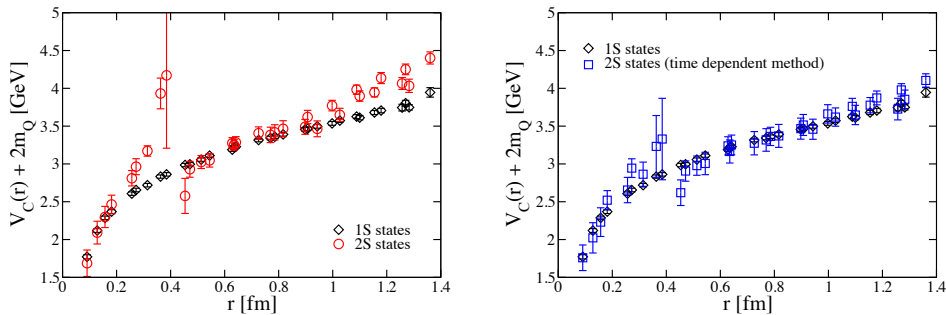 V_C(r) + 2m_Q [GeV]
5
4.5
4
3.5
3
2.5
2
1.5
1S states
2S states
0 0.2 0.4 0.6 0.8 1 1.2 1.4
r [fm]
V_C(r) + 2m_Q [GeV]
5
4.5
4
3.5
3
2.5
2
1.5
1S states
2S states (time dependent method)
0 0.2 0.4 0.6 0.8 1 1.2 1.4
r [fm]